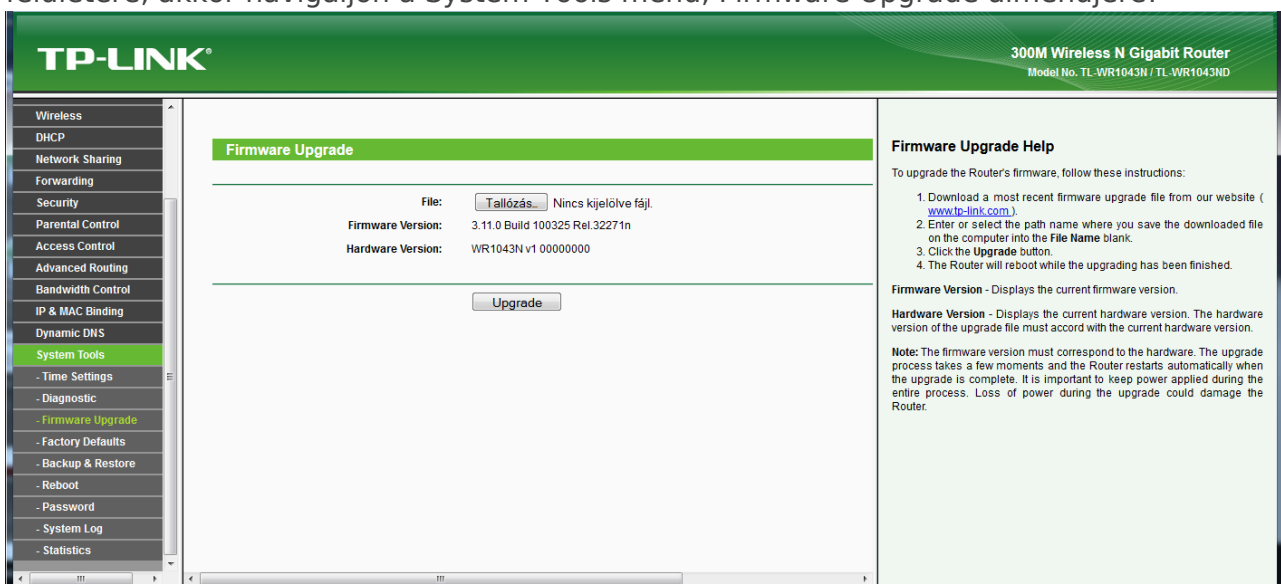 felületére, akkor navigáljon a System Tools menü, Firmware Upgrade almenüjére:
TP-LINK®
300M Wireless N Gigabit Router
Model No. TL-WR1043N / TL-WR1043ND
Wireless
DHCP
Network Sharing
Forwarding
Security
Parental Control
Access Control
Advanced Routing
Bandwidth Control
IP & MAC Binding
Dynamic DNS
System Tools
- Time Settings
- Diagnostic
- Firmware Upgrade
- Factory Defaults
- Backup & Restore
- Reboot
- Password
- System Log
- Statistics
Firmware Upgrade
File: Tallózás... Nincs kijelölve fájl.
Firmware Version: 3.11.0 Build 100325 Rel.32271n
Hardware Version: WR1043N v1 00000000
Upgrade
Firmware Upgrade Help
To upgrade the Router's firmware, follow these instructions:
1. Download a most recent firmware upgrade file from our website (
www.tp-link.com ).
2. Enter or select the path name where you save the downloaded file
on the computer into the File Name blank.
3. Click the Upgrade button.
4. The Router will reboot while the upgrading has been finished.
Firmware Version - Displays the current firmware version.
Hardware Version - Displays the current hardware version. The hardware
version of the upgrade file must accord with the current hardware version.
Note: The firmware version must correspond to the hardware. The upgrade
process takes a few moments and the Router restarts automatically when
the upgrade is complete. It is important to keep power applied during the
entire process. Loss of power during the upgrade could damage the
Router.